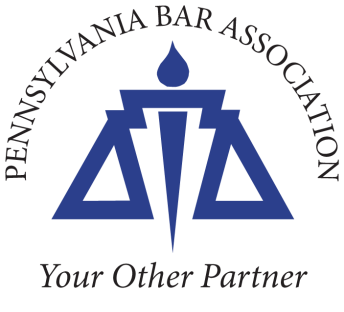 PENNSYLVANIA BAR ASSOCIATION
Your Other Partner